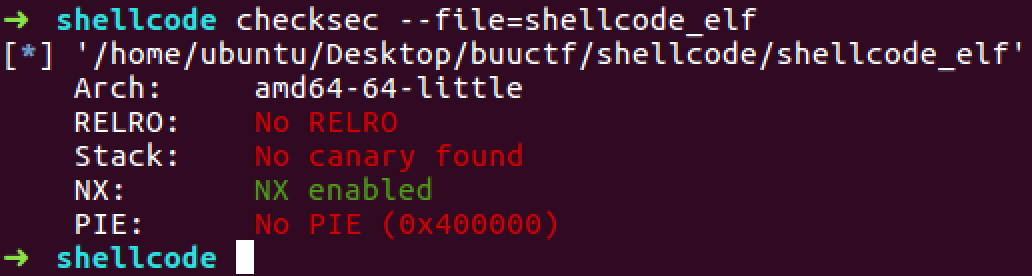 ➜ shellcode checksec --file=shellcode_elf
[*] '/home/ubuntu/Desktop/buuctf/shellcode/shellcode_elf'
    Arch:     amd64-64-little
    RELRO:    No RELRO
    Stack:    No canary found
    NX:       NX enabled
    PIE:      No PIE (0x400000)
➜ shellcode